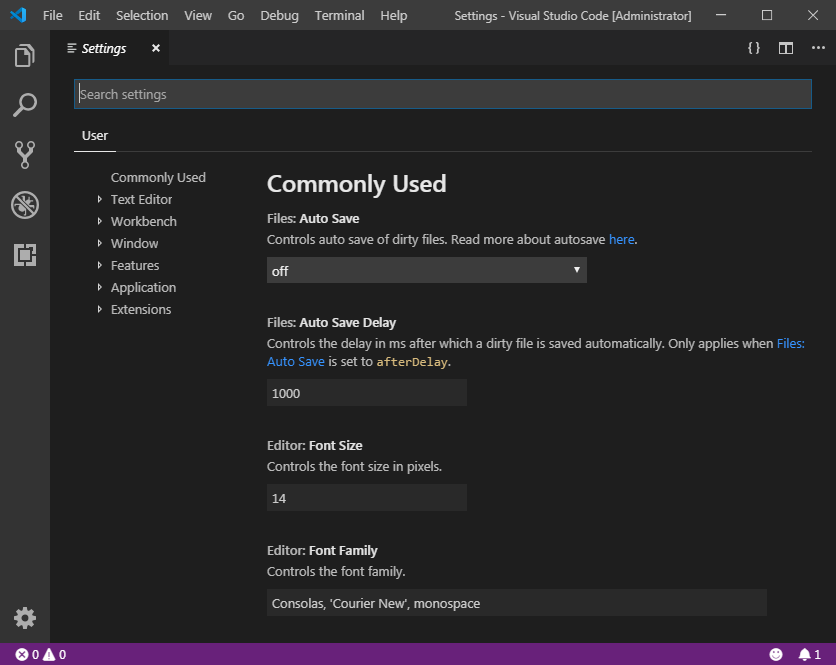 File Edit Selection View Go Debug Terminal Help Settings - Visual Studio Code [Administrator]
Settings
Search settings
User
Commonly Used
Text Editor
Workbench
Window
Features
Application
Extensions
Commonly Used
Files: Auto Save
Controls auto save of dirty files. Read more about autosave here.
off
Files: Auto Save Delay
Controls the delay in ms after which a dirty file is saved automatically. Only applies when Files:
Auto Save is set to afterDelay.
1000
Editor: Font Size
Controls the font size in pixels.
14
Editor: Font Family
Controls the font family.
Consolas, 'Courier New', monospace
0 0 1